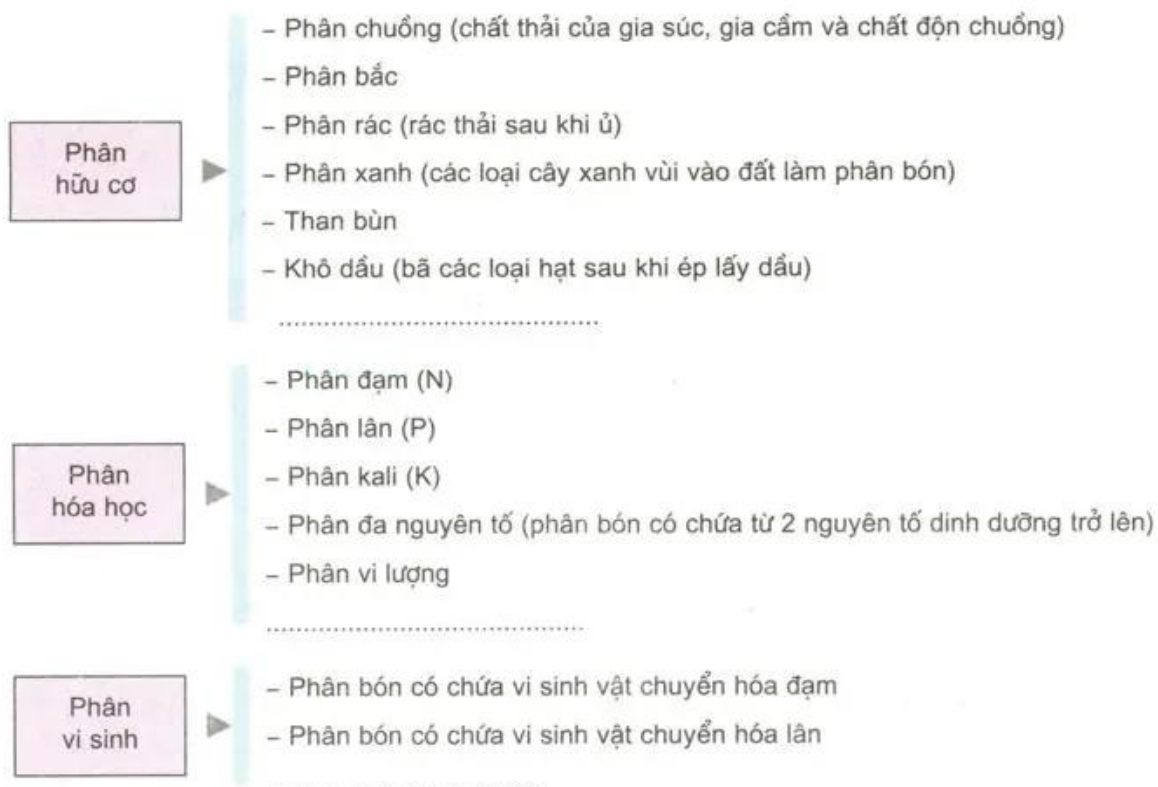 – Phân chuồng (chất thải của gia súc, gia cầm và chất độn chuồng)
– Phân bắc
– Phân rác (rác thải sau khi ủ)
Phân
hữu cơ
– Phân xanh (các loại cây xanh vùi vào đất làm phân bón)
– Than bùn
– Khô dầu (bã các loại hạt sau khi ép lấy dầu)
........................................
– Phân đạm (N)
– Phân lân (P)
Phân
hóa học
– Phân kali (K)
– Phân đa nguyên tố (phân bón có chứa từ 2 nguyên tố dinh dưỡng trở lên)
– Phân vi lượng
........................................
Phân
vi sinh
– Phân bón có chứa vi sinh vật chuyển hóa đạm
– Phân bón có chứa vi sinh vật chuyển hóa lân